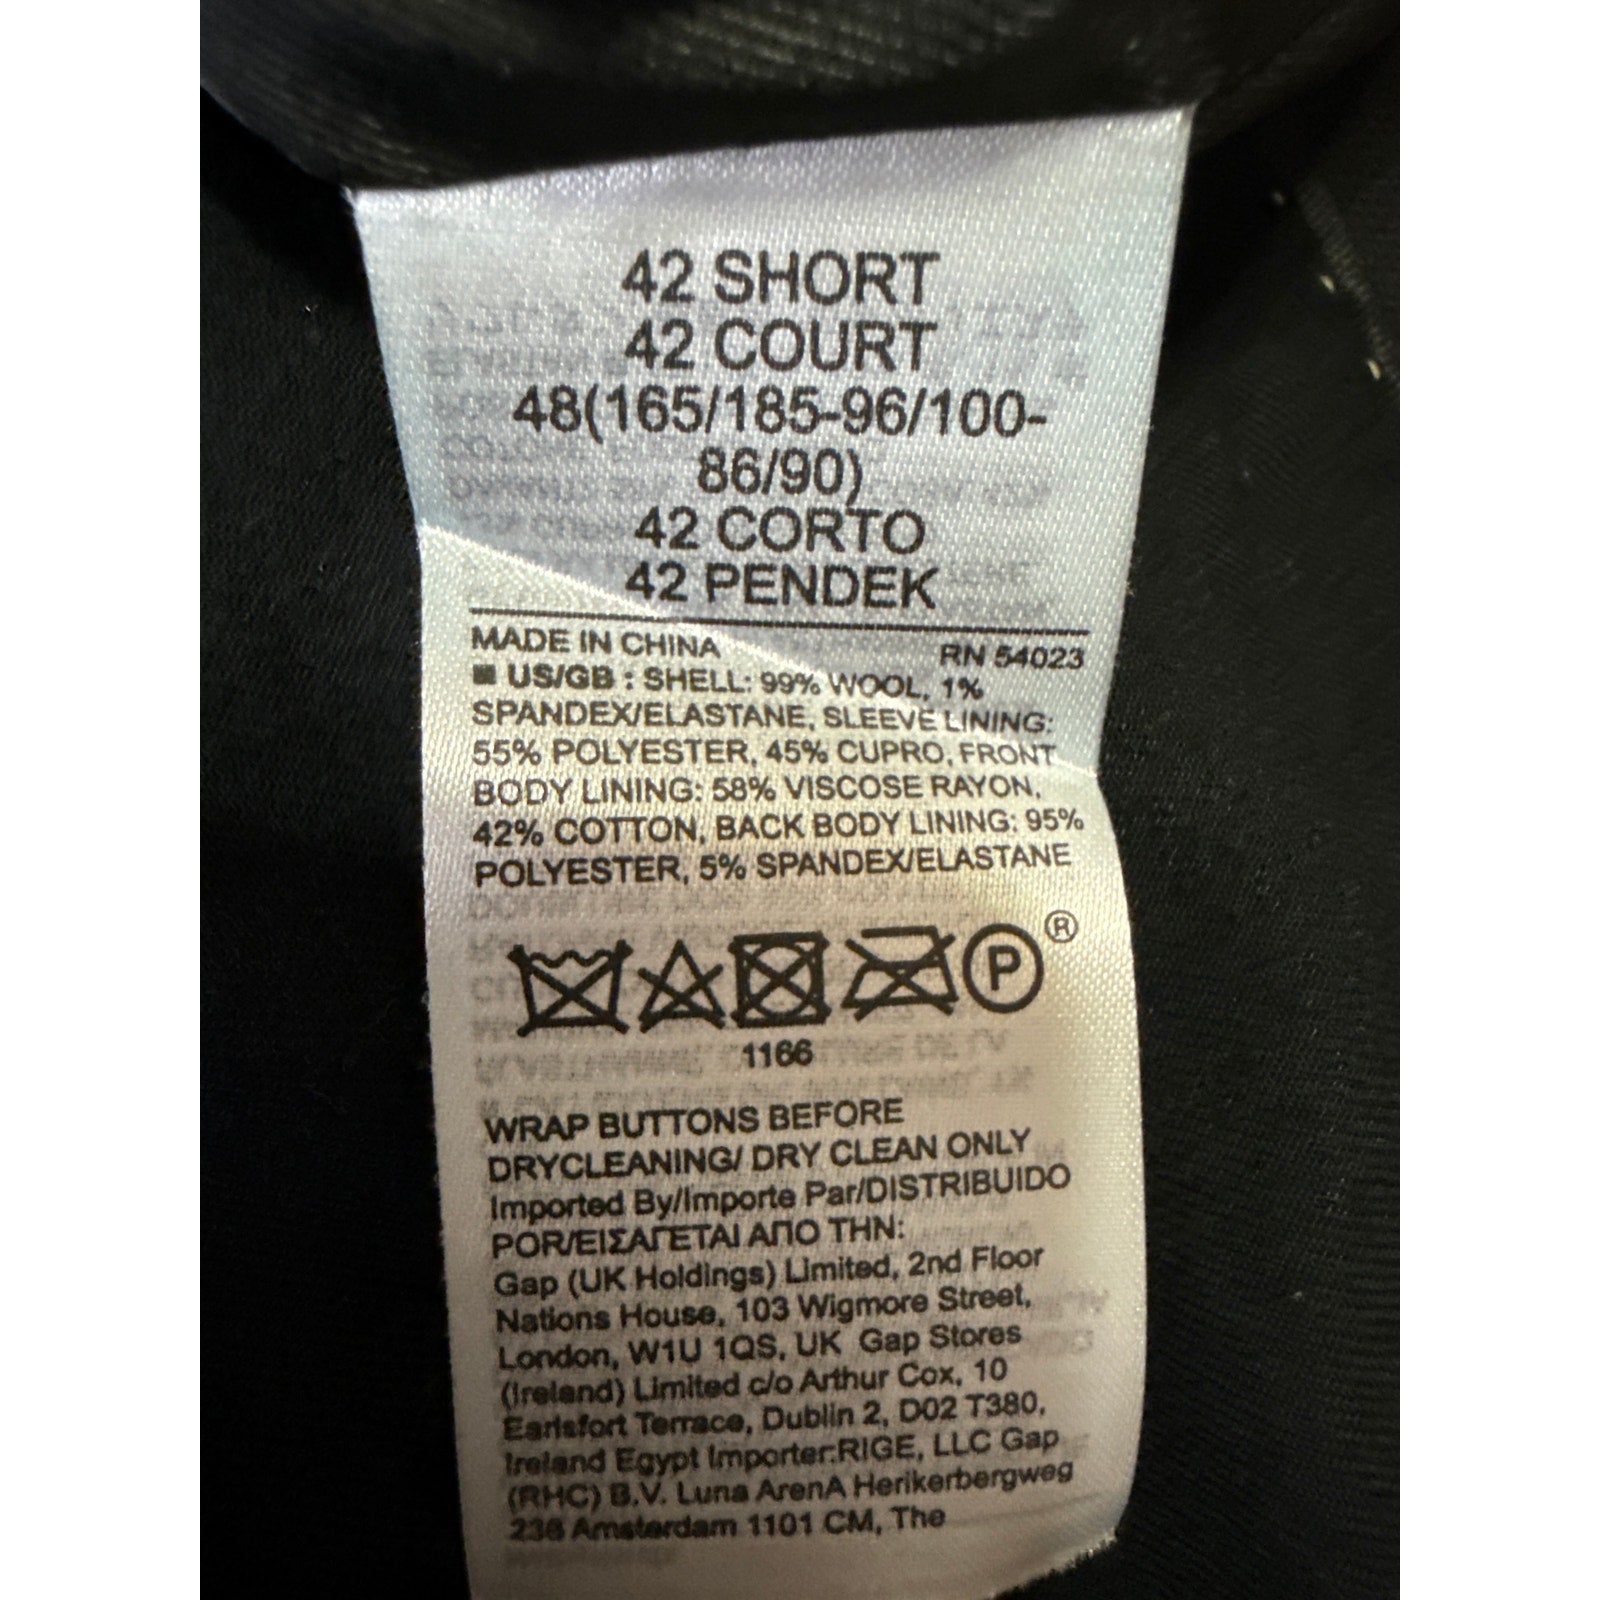 42 SHORT
42 COURT
48(165/185-96/100-
86/90)
42 CORTO
42 PENDEK
MADE IN CHINA RN 54023
US/GB : SHELL: 99% WOOL, 1%
SPANDEX/ELASTANE, SLEEVE LINING:
55% POLYESTER, 45% CUPRO, FRONT
BODY LINING: 58% VISCOSE RAYON,
42% COTTON, BACK BODY LINING: 95%
POLYESTER, 5% SPANDEX/ELASTANE
P ®
1166
WRAP BUTTONS BEFORE
DRYCLEANING/ DRY CLEAN ONLY
Imported By/Importe Par/DISTRIBUIDO
POR/ΕΙΣΑΓΕΤΑΙ ΑΠΟ ΤΗΝ:
Gap (UK Holdings) Limited, 2nd Floor
Nations House, 103 Wigmore Street,
London, W1U 1QS, UK Gap Stores
(Ireland) Limited c/o Arthur Cox, 10
Earlsfort Terrace, Dublin 2, D02 T380,
Ireland Egypt Importer:RIGE, LLC Gap
(RHC) B.V. Luna ArenA Herikerbergweg
238 Amsterdam 1101 CM, The